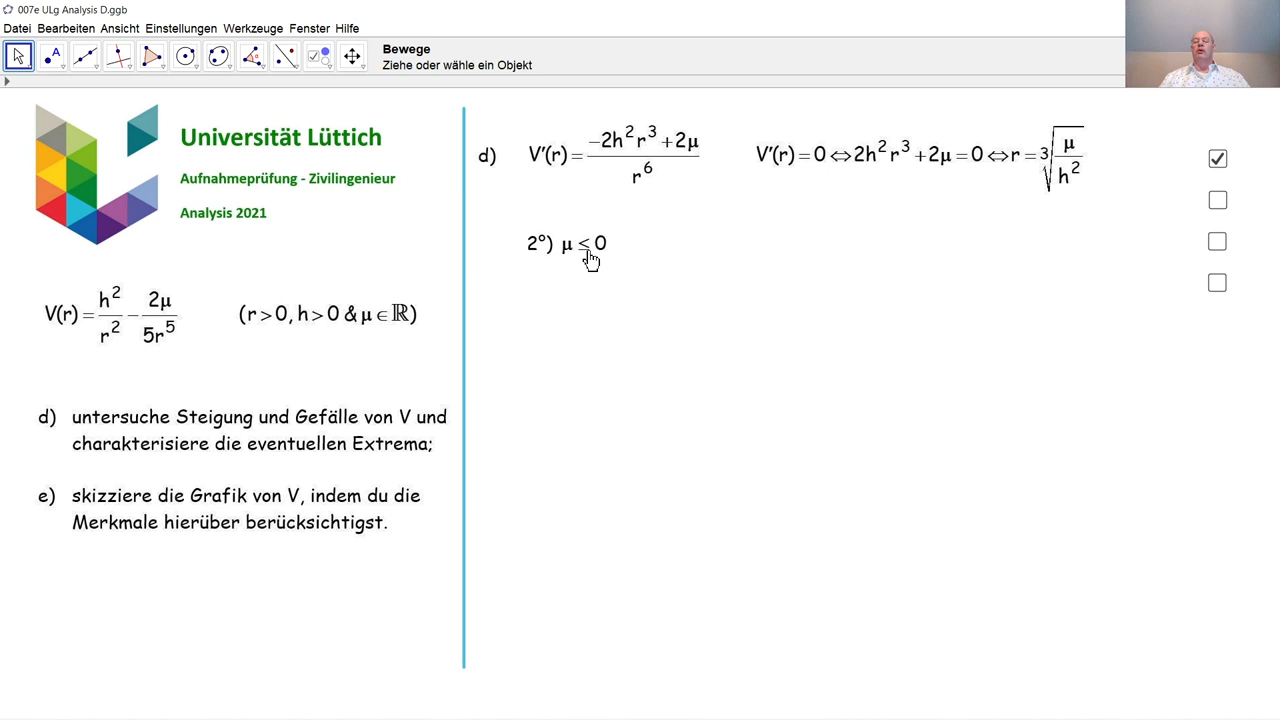 007e ULg Analysis D.ggb
Datei Bearbeiten Ansicht Einstellungen Werkzeuge Fenster Hilfe
Bewege
Ziehe oder wähle ein Objekt
Universität Lüttich
Aufnahmeprüfung - Zivilingenieur
Analysis 2021
V(r) = h²/r² − 2μ/5r⁵ (r > 0, h > 0 & μ ∈ ℝ)
d) untersuche Steigung und Gefälle von V und
charakterisiere die eventuellen Extrema;
e) skizziere die Grafik von V, indem du die
Merkmale hierüber berücksichtigst.
d) V'(r) = (−2h²r³ + 2μ)/r⁶ V'(r) = 0 ⇔ 2h²r³ + 2μ = 0 ⇔ r = ∛(μ/h²)
2°) μ ≤ 0